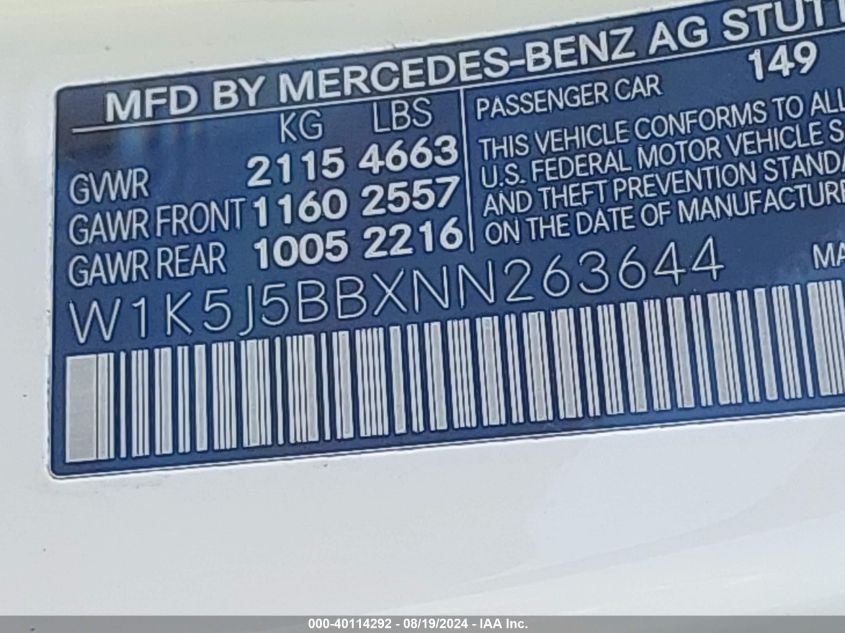 MFD BY MERCEDES-BENZ AG STUTT
KG LBS
GVWR 2115 4663
GAWR FRONT 1160 2557
GAWR REAR 1005 2216
PASSENGER CAR 149
THIS VEHICLE CONFORMS TO ALL
U.S. FEDERAL MOTOR VEHICLE S
AND THEFT PREVENTION STANDA
ON THE DATE OF MANUFACTURE
W1K5J5BBXNN263644 MA
000-40114292 - 08/19/2024 - IAA Inc.